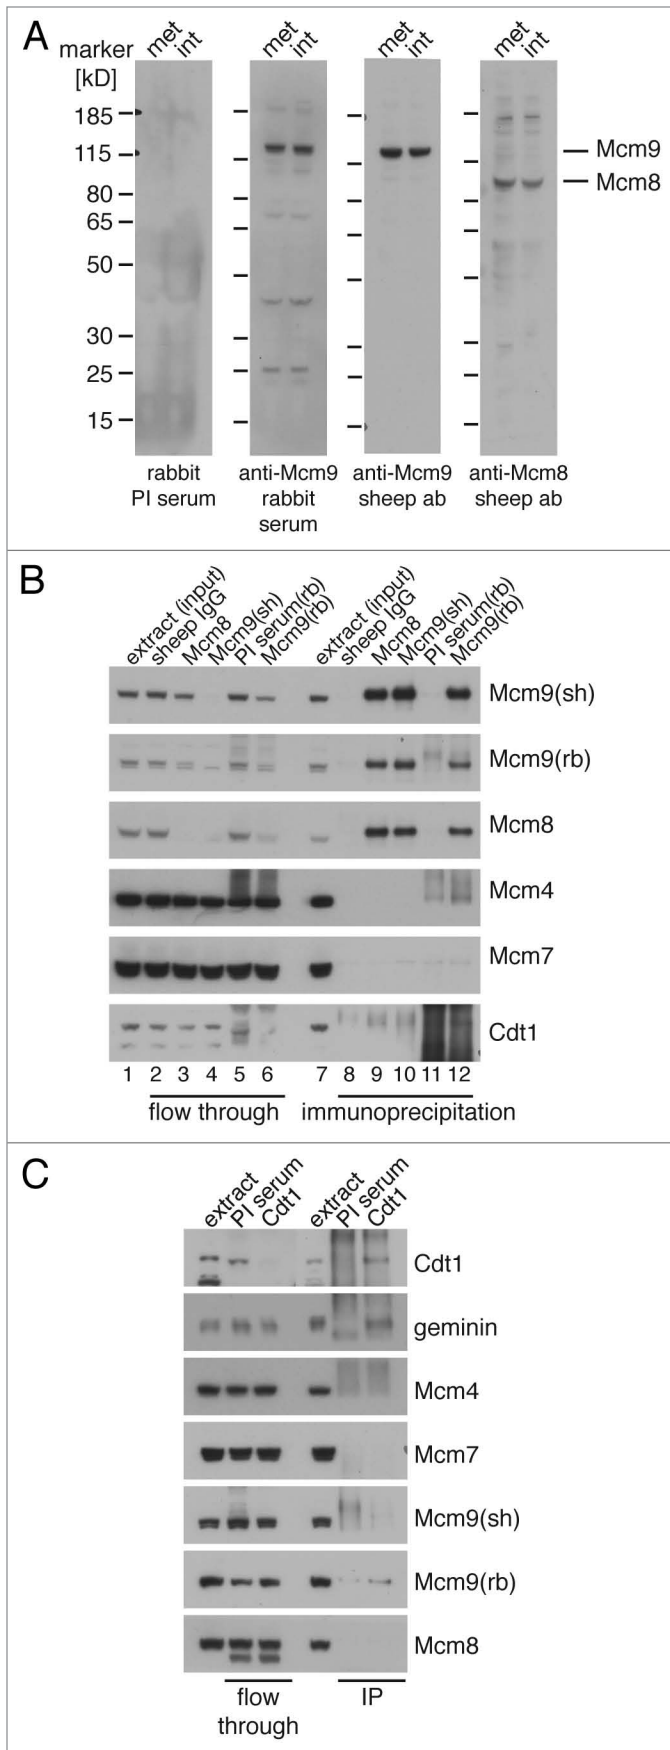 A
marker
[kD]
met
int
met
int
met
int
met
int
185
115
80
65
50
30
25
15
Mcm9
Mcm8
rabbit
PI serum
anti-Mcm9
rabbit
serum
anti-Mcm9
sheep ab
anti-Mcm8
sheep ab
B
extract (input)
sheep IgG
Mcm8
Mcm9(sh)
PI serum(rb)
Mcm9(rb)
extract (input)
sheep IgG
Mcm8
Mcm9(sh)
PI serum(rb)
Mcm9(rb)
Mcm9(sh)
Mcm9(rb)
Mcm8
Mcm4
Mcm7
Cdt1
1 2 3 4 5 6 7 8 9 10 11 12
flow through
immunoprecipitation
C
extract
PI serum
Cdt1
extract
PI serum
Cdt1
Cdt1
geminin
Mcm4
Mcm7
Mcm9(sh)
Mcm9(rb)
Mcm8
flow
through
IP